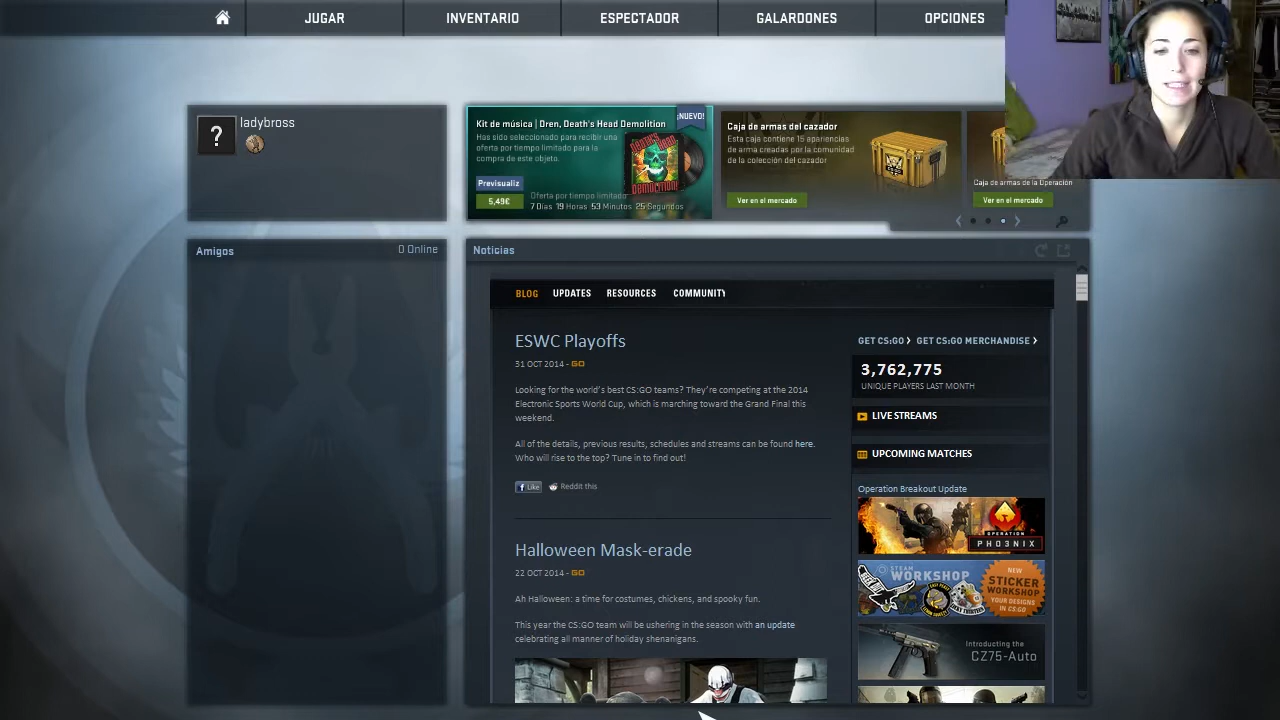 JUGAR
INVENTARIO
ESPECTADOR
GALARDONES
OPCIONES
?
ladybross
Kit de música | Dren, Death's Head Demolition
¡NUEVO!
Ha sido seleccionado para recibir una
oferta por tiempo limitado para la
compra de este objeto.
Previsualiz
5,49€
Oferta por tiempo limitado
7 Días 19 Horas 53 Minutos 25 Segundos
Caja de armas del cazador
Esta caja contiene 15 apariencias
de arma creadas por la comunidad
de la colección del cazador
Ver en el mercado
Caja de armas de la Operación
Ver en el mercado
Amigos
0 Online
Noticias
BLOG
UPDATES
RESOURCES
COMMUNITY
ESWC Playoffs
31 OCT 2014 - GO
Looking for the world's best CS:GO teams? They're competing at the 2014
Electronic Sports World Cup, which is marching toward the Grand Final this
weekend.
All of the details, previous results, schedules and streams can be found here.
Who will rise to the top? Tune in to find out!
Like
Reddit this
Halloween Mask-erade
22 OCT 2014 - GO
Ah Halloween: a time for costumes, chickens, and spooky fun.
This year the CS:GO team will be ushering in the season with an update
celebrating all manner of holiday shenanigans.
GET CS:GO
GET CS:GO MERCHANDISE
3,762,775
UNIQUE PLAYERS LAST MONTH
LIVE STREAMS
UPCOMING MATCHES
Operation Breakout Update
OPERATION
PHO3NIX
STEAM
WORKSHOP
NEW
STICKER
WORKSHOP
YOUR DESIGNS
IN CS:GO
Introducing the
CZ75-Auto